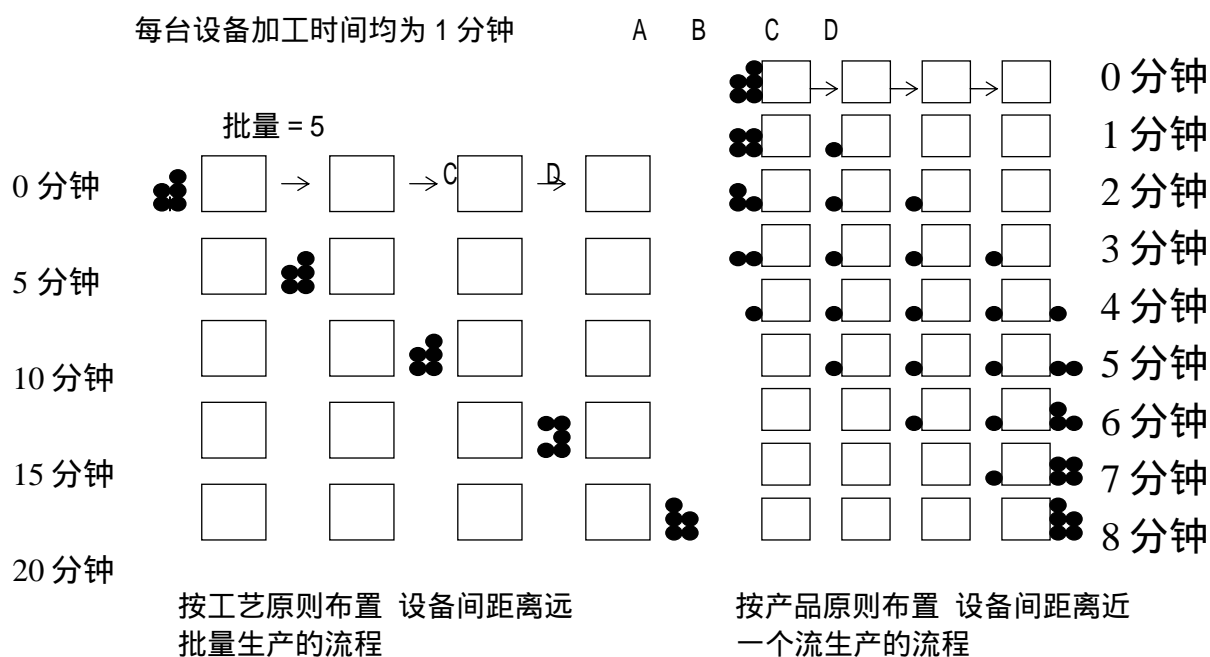 每台设备加工时间均为 1 分钟
A B C D
批量 = 5
C D
0 分钟
5 分钟
10 分钟
15 分钟
20 分钟
0 分钟
1 分钟
2 分钟
3 分钟
4 分钟
5 分钟
6 分钟
7 分钟
8 分钟
按工艺原则布置 设备间距离远
批量生产的流程
按产品原则布置 设备间距离近
一个流生产的流程